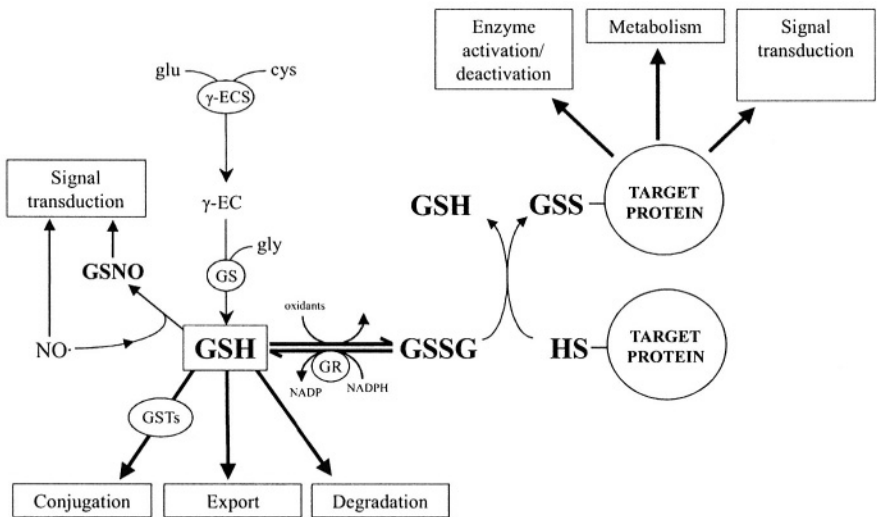 Enzyme
activation/
deactivation
Metabolism
Signal
transduction
glu
cys
γ-ECS
Signal
transduction
γ-EC
GSH
GSS
TARGET
PROTEIN
gly
GSNO
GS
oxidants
NO·
GSH
GSSG
HS
TARGET
PROTEIN
GR
NADP
NADPH
GSTs
Conjugation
Export
Degradation